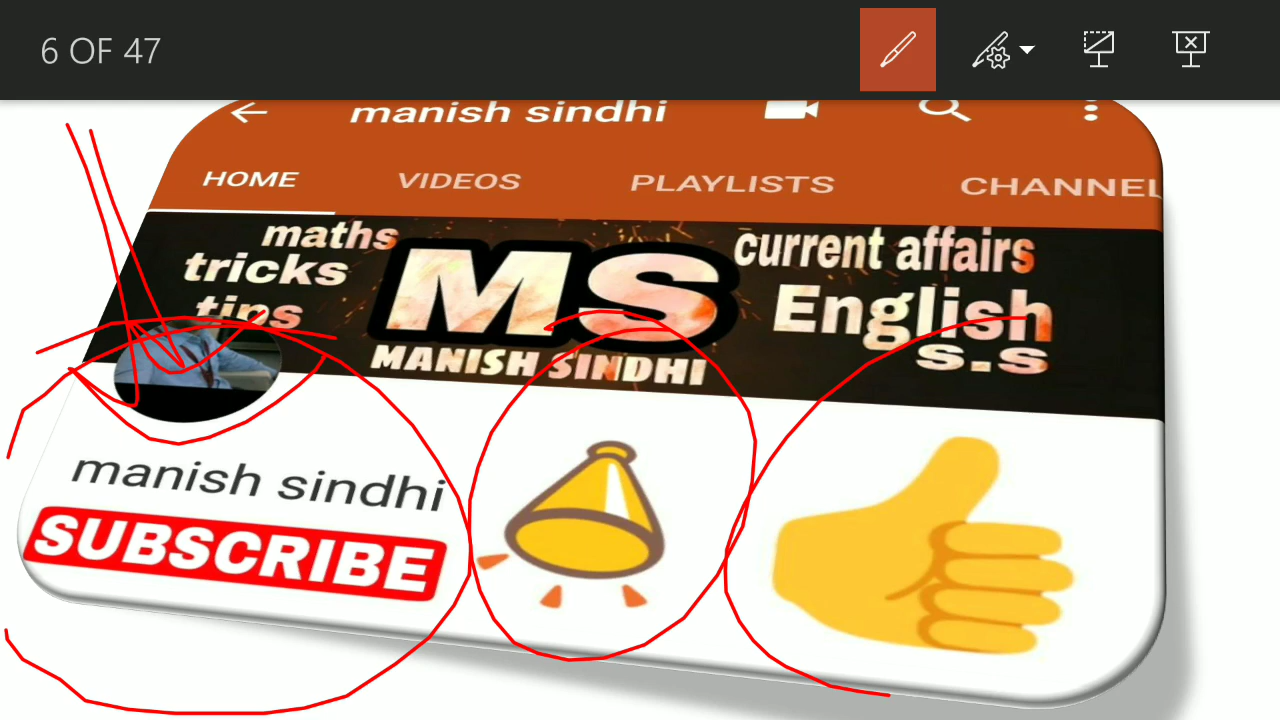 6 OF 47
manish sindhi
HOME VIDEOS PLAYLISTS CHANNEL
maths
tricks
tips
MS
MANISH SINDHI
current affairs
English
s.s
manish sindhi
SUBSCRIBE